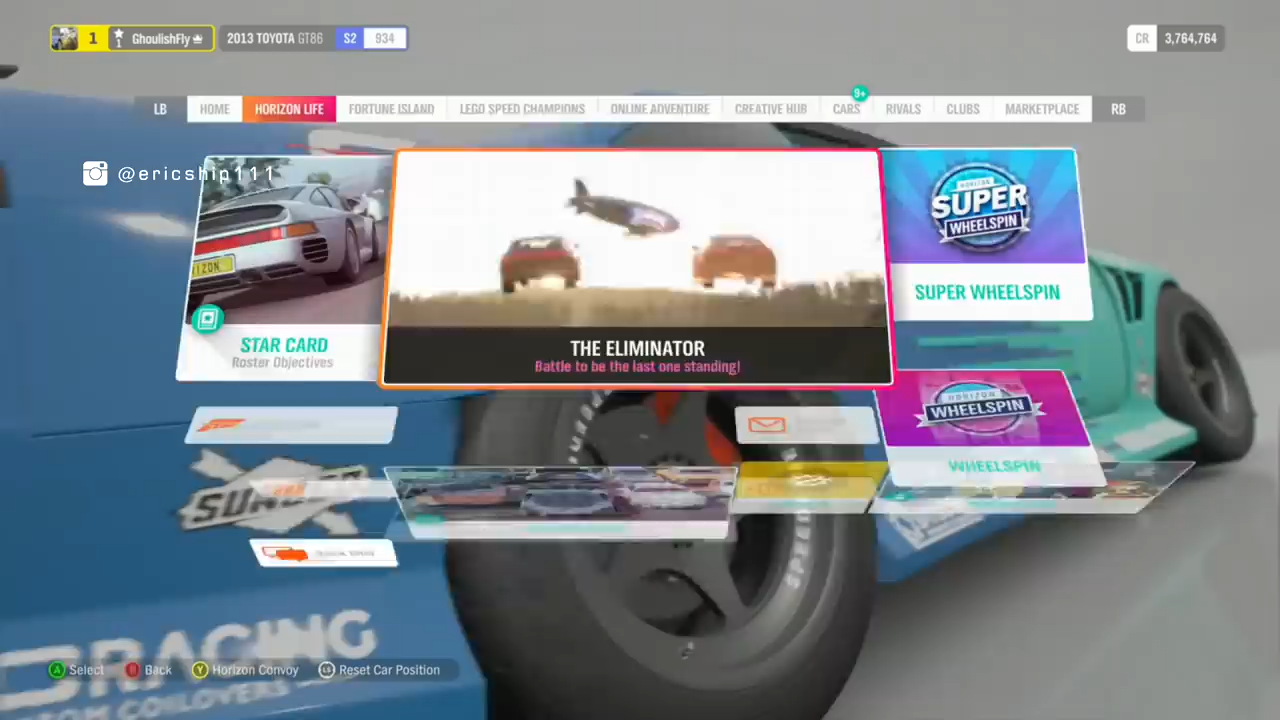 1 GhoulishFly 2013 TOYOTA GT86 S2 934 CR 3,764,764
LB HOME HORIZON LIFE FORTUNE ISLAND LEGO SPEED CHAMPIONS ONLINE ADVENTURE CREATIVE HUB CARS 9+ RIVALS CLUBS MARKETPLACE RB
@ericship111
STAR CARD
Roster Objectives
THE ELIMINATOR
Battle to be the last one standing!
HORIZON
SUPER
WHEELSPIN
SUPER WHEELSPIN
HORIZON
WHEELSPIN
WHEELSPIN
RACING
COILOVERS
A Select B Back Y Horizon Convoy LS Reset Car Position